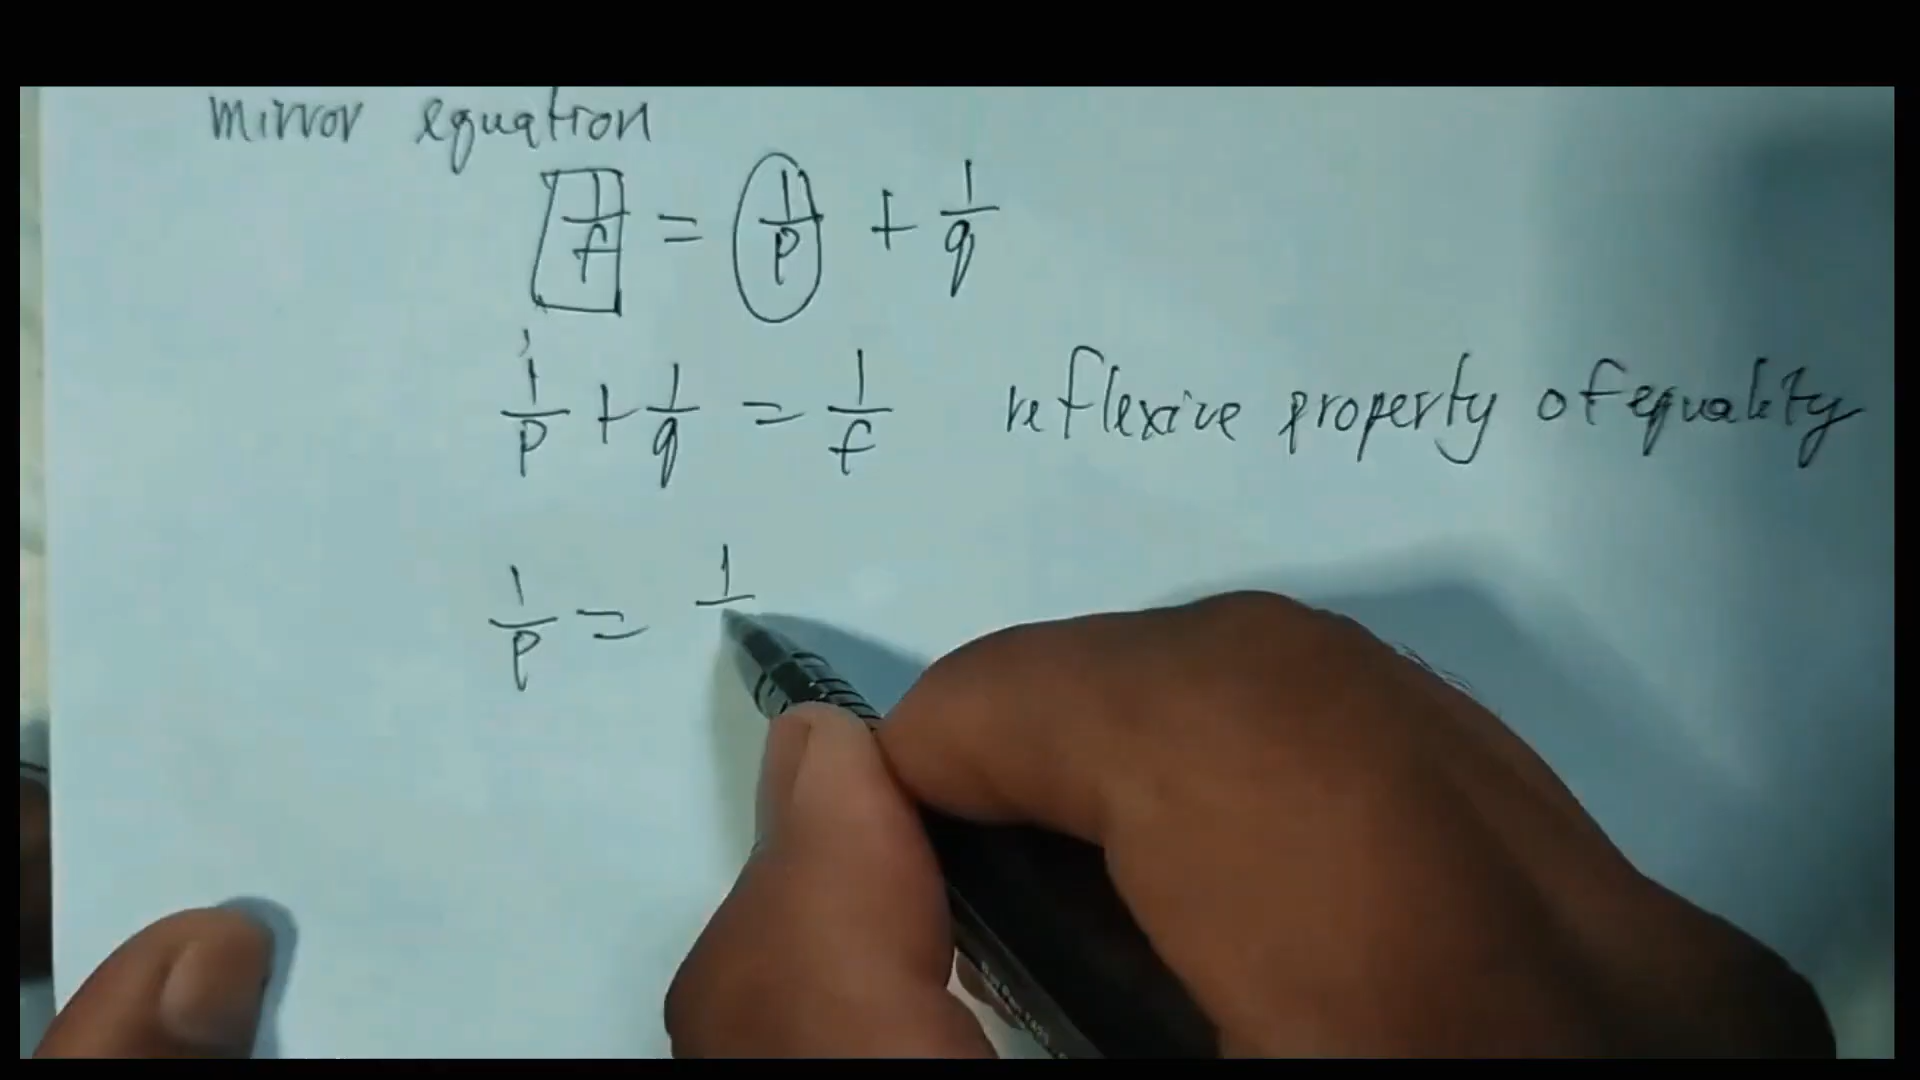 mirror equation
1/f = 1/p + 1/q
1/p + 1/q = 1/f reflexive property of equality
1/p = 1/